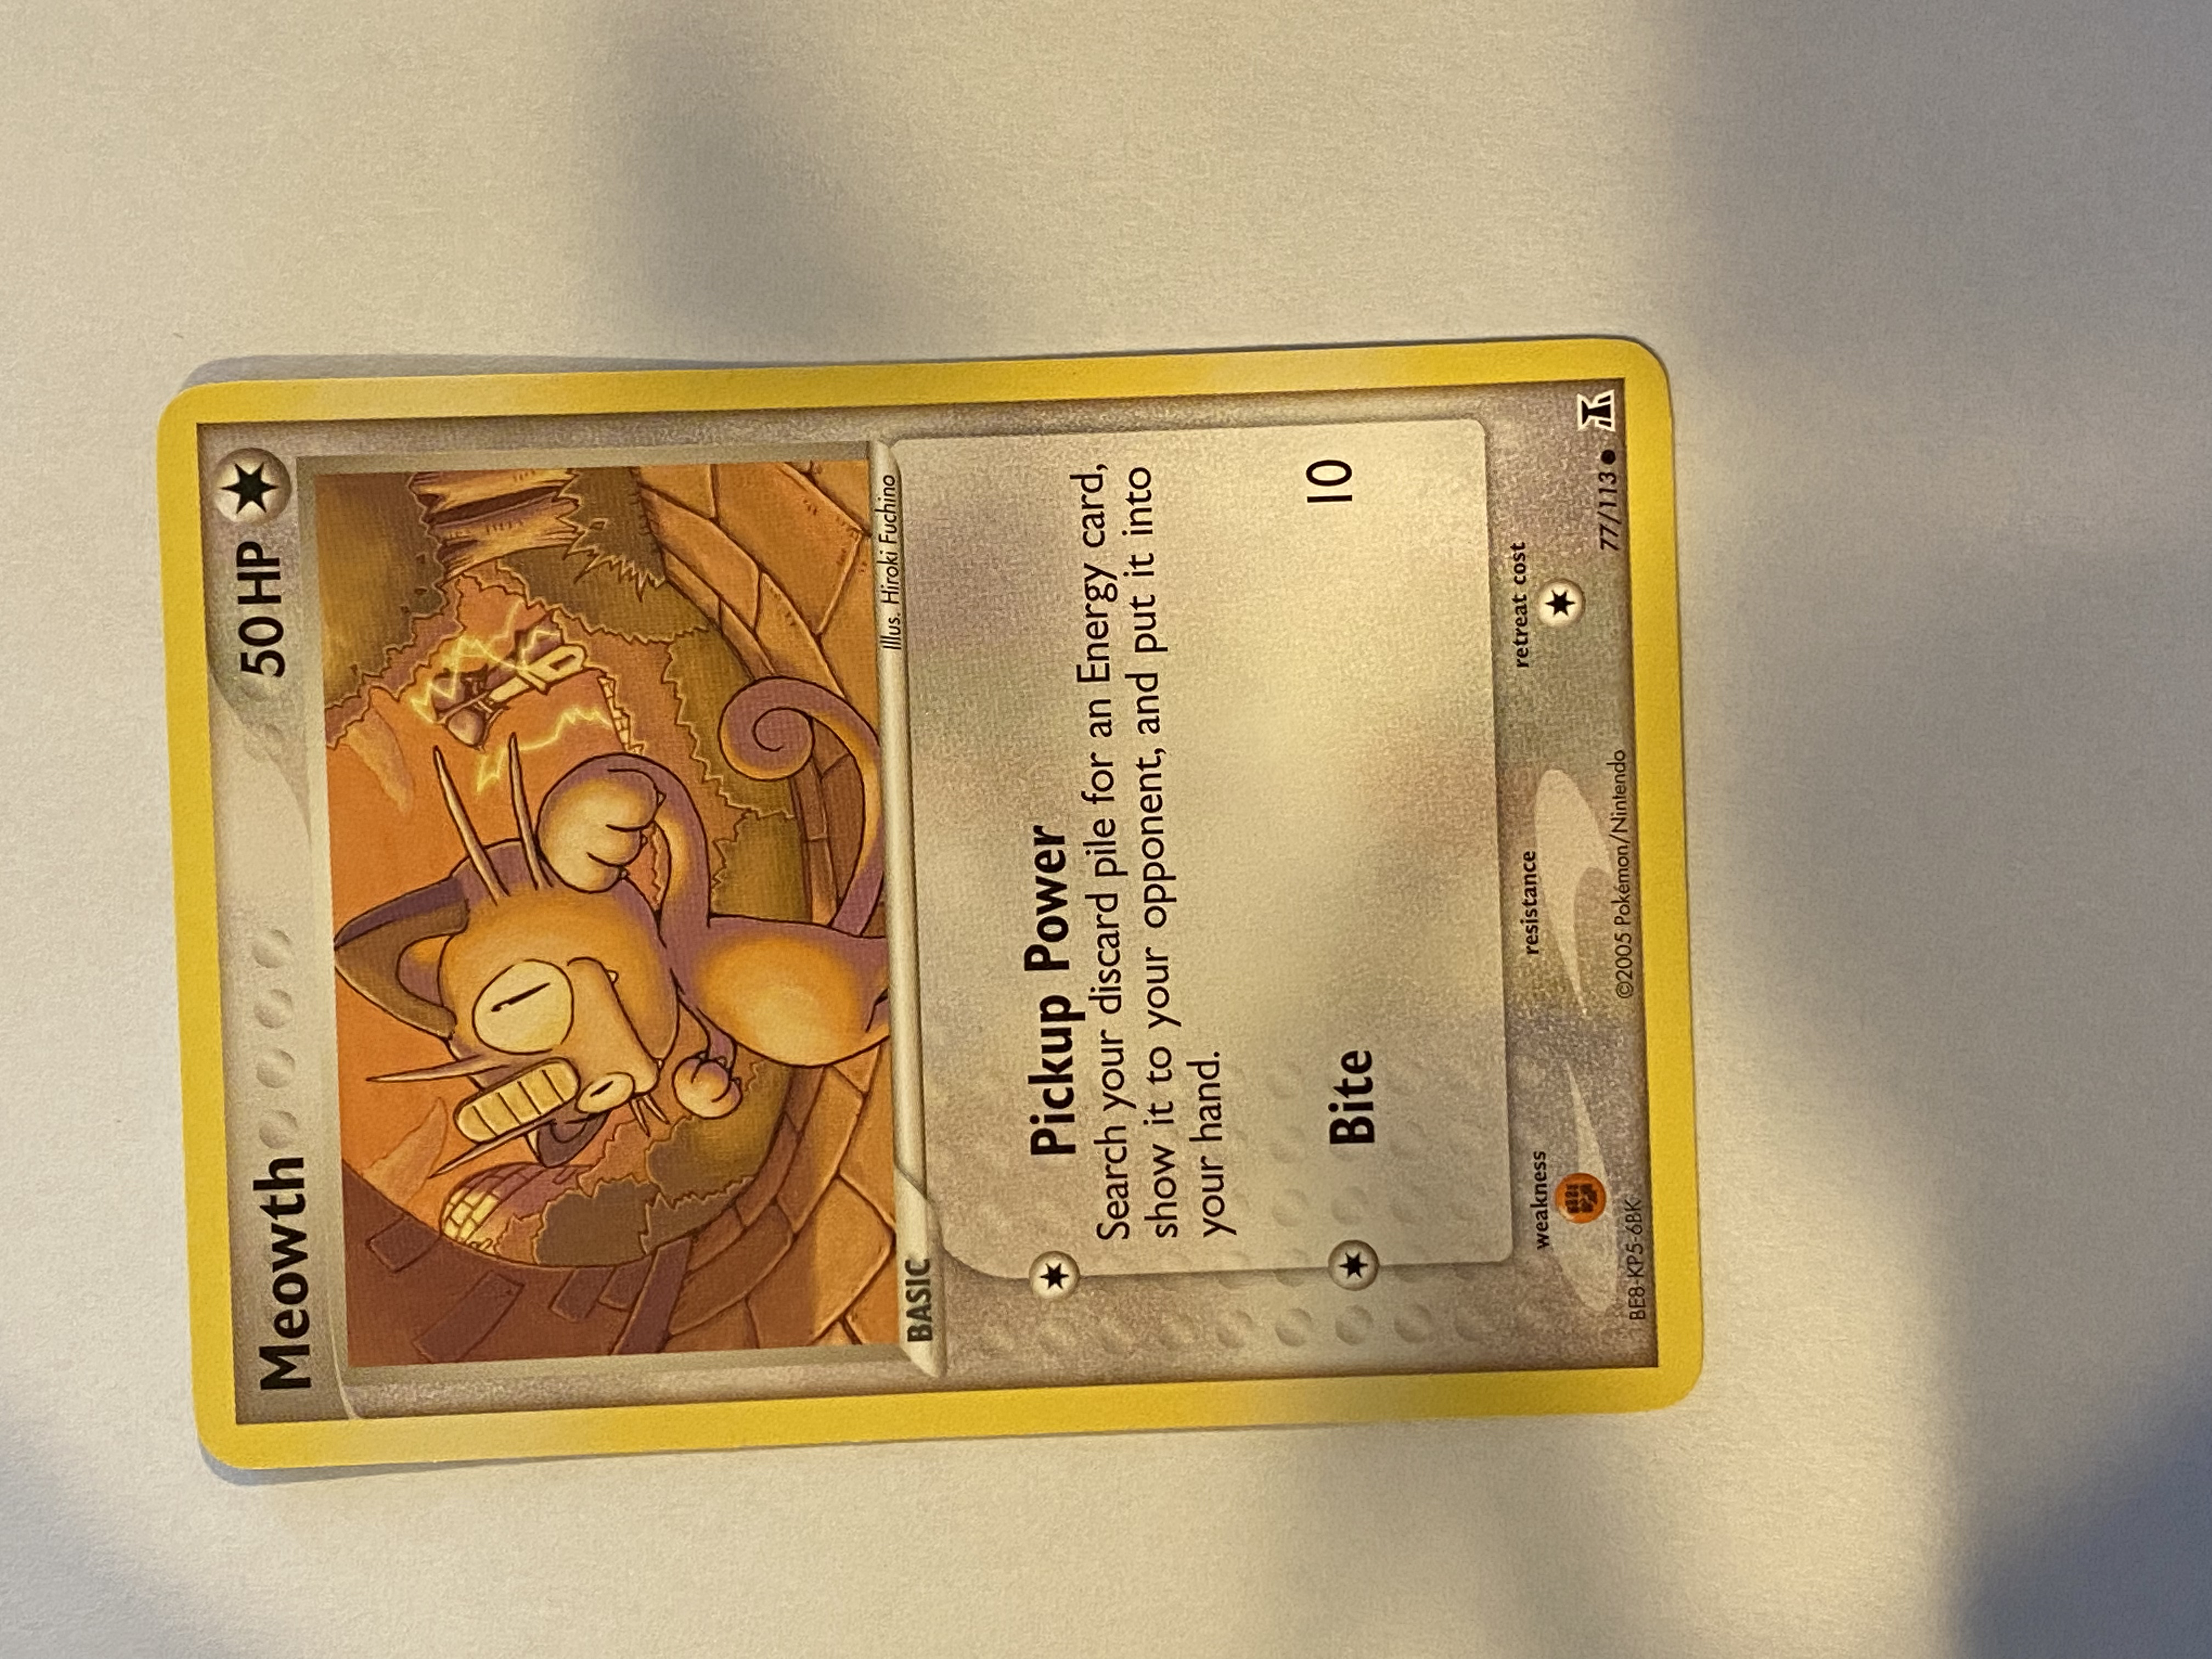 Meowth
50 HP
BASIC
Illus. Hiroki Fuchino
Pickup Power
Search your discard pile for an Energy card,
show it to your opponent, and put it into
your hand.
Bite 10
weakness resistance retreat cost
77/113
BE8-KP5-6BK ©2005 Pokémon/Nintendo